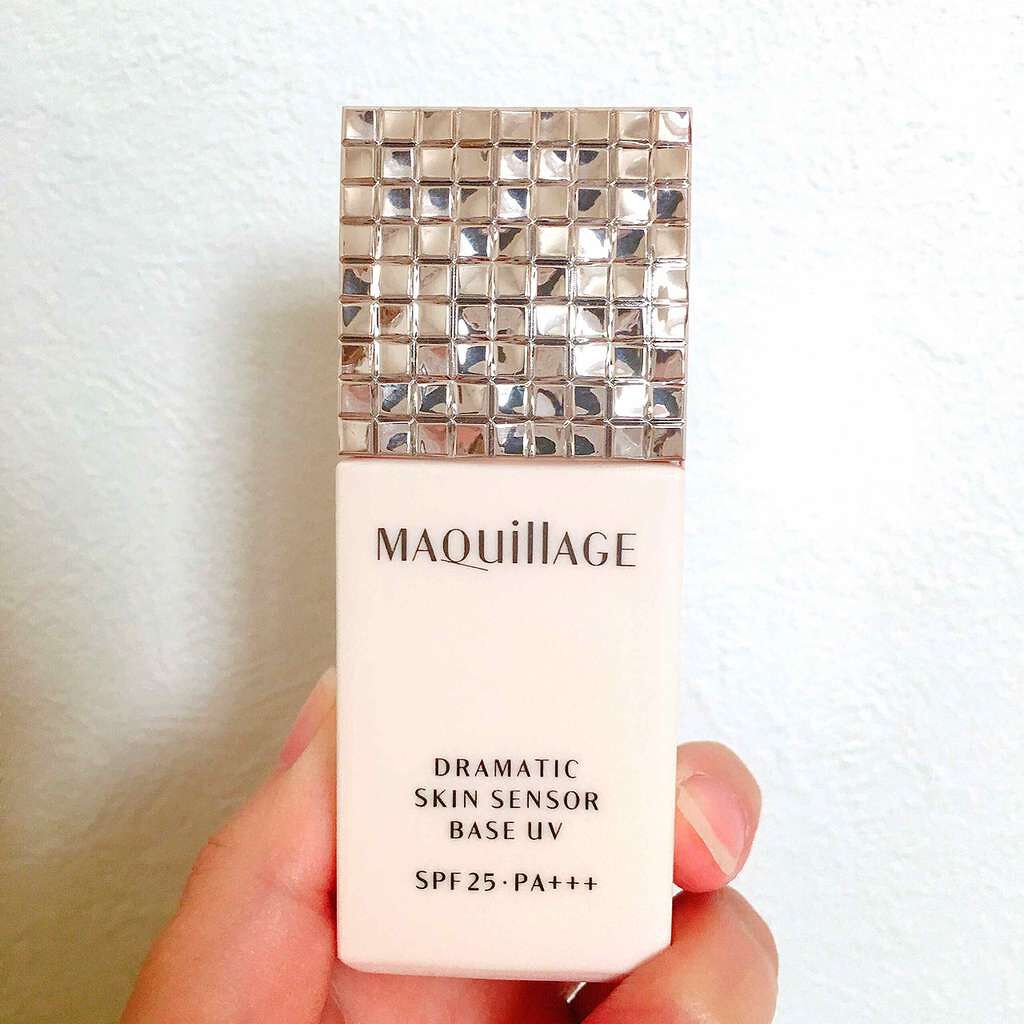 MAQuillAGE
DRAMATIC
SKIN SENSOR
BASE UV
SPF25·PA+++